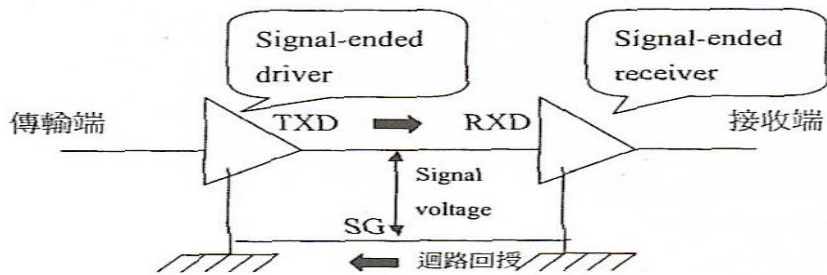 Signal-ended
driver
Signal-ended
receiver
傳輸端
TXD
RXD
接收端
Signal
voltage
SG
迴路回授